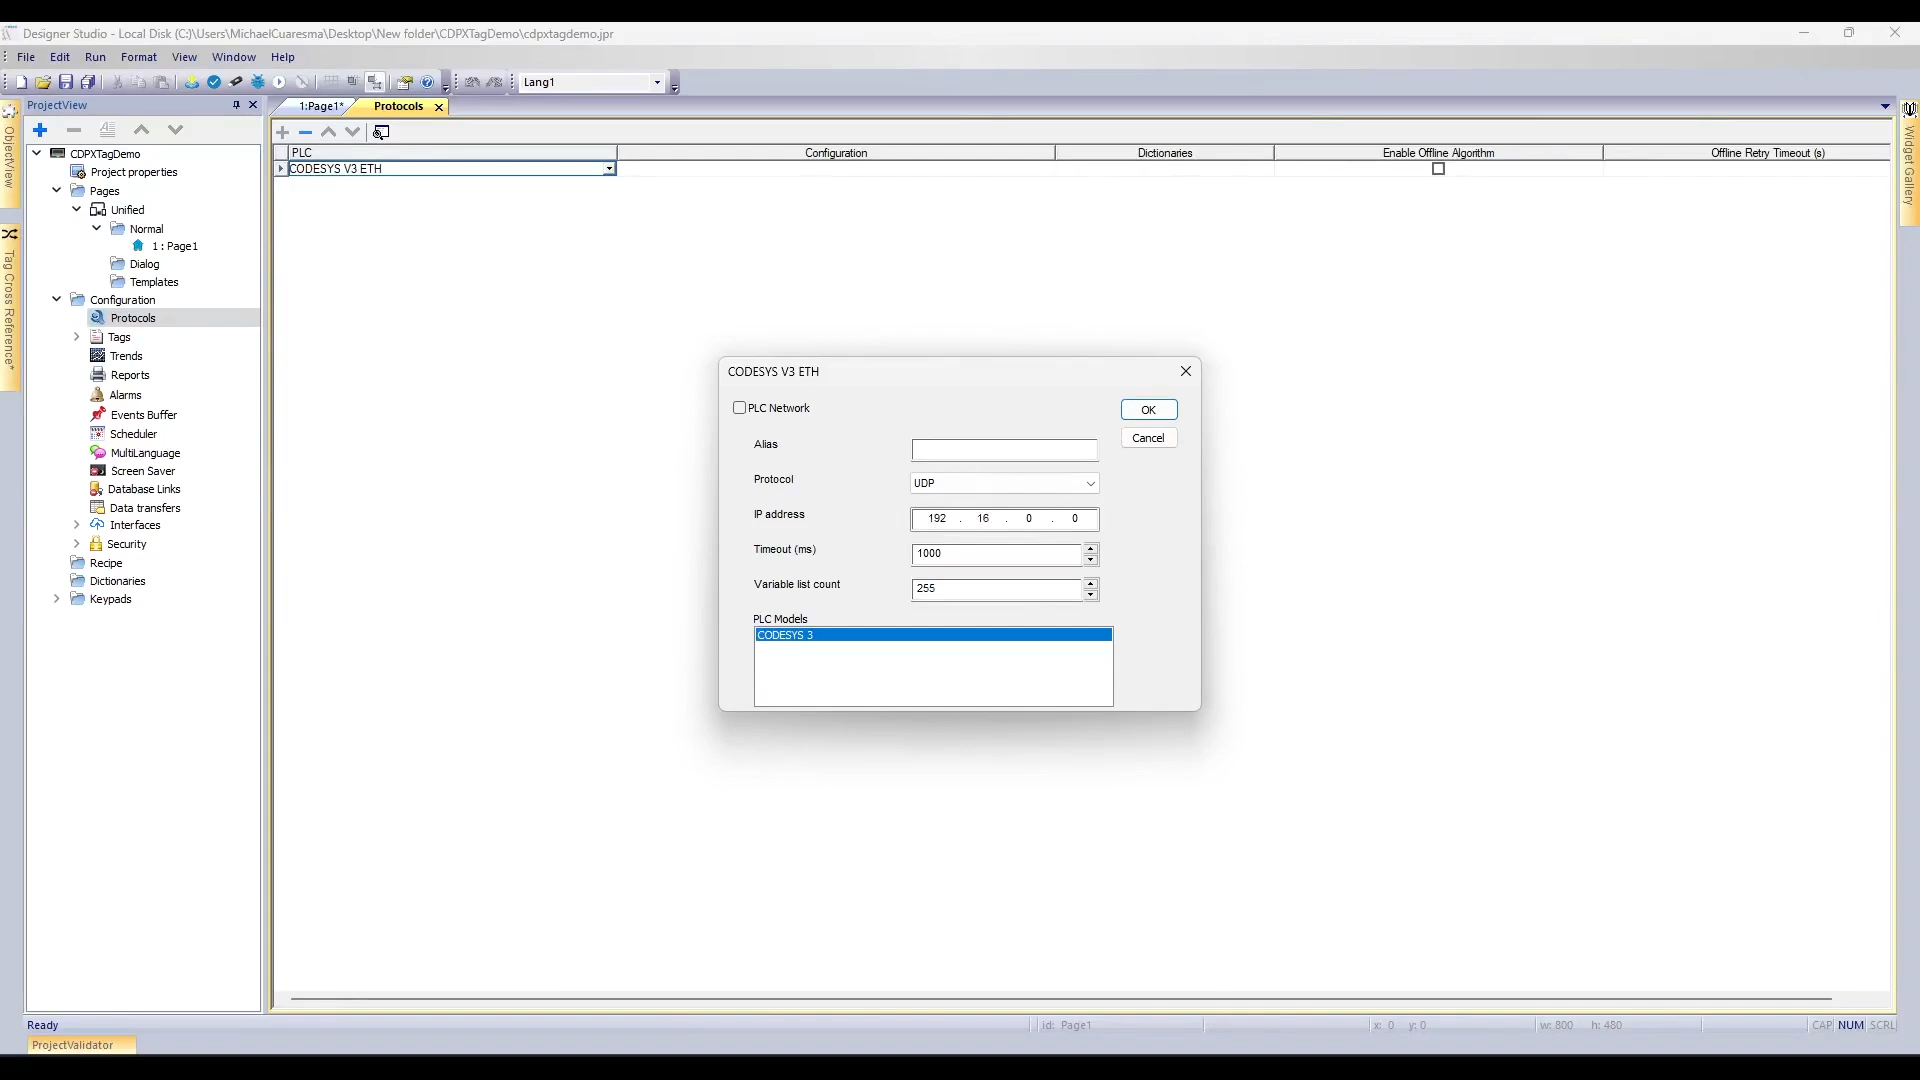 Designer Studio - Local Disk (C:)\Users\MichaelCuaresma\Desktop\New folder\CDPXTagDemo\cdpxtagdemo.jpr
File Edit Run Format View Window Help
Lang1
ProjectView
1:Page1* Protocols
ObjectView
Tag Cross Reference*
Widget Gallery
CDPXTagDemo
Project properties
Pages
Unified
Normal
1 : Page1
Dialog
Templates
Configuration
Protocols
Tags
Trends
Reports
Alarms
Events Buffer
Scheduler
MultiLanguage
Screen Saver
Database Links
Data transfers
Interfaces
Security
Recipe
Dictionaries
Keypads
PLC Configuration Dictionaries Enable Offline Algorithm Offline Retry Timeout (s)
CODESYS V3 ETH
CODESYS V3 ETH
PLC Network
OK
Cancel
Alias
Protocol UDP
IP address 192 . 16 . 0 . 0
Timeout (ms) 1000
Variable list count 255
PLC Models
CODESYS 3
Ready id: Page1 x: 0 y: 0 w: 800 h: 480 CAP NUM SCRL
ProjectValidator